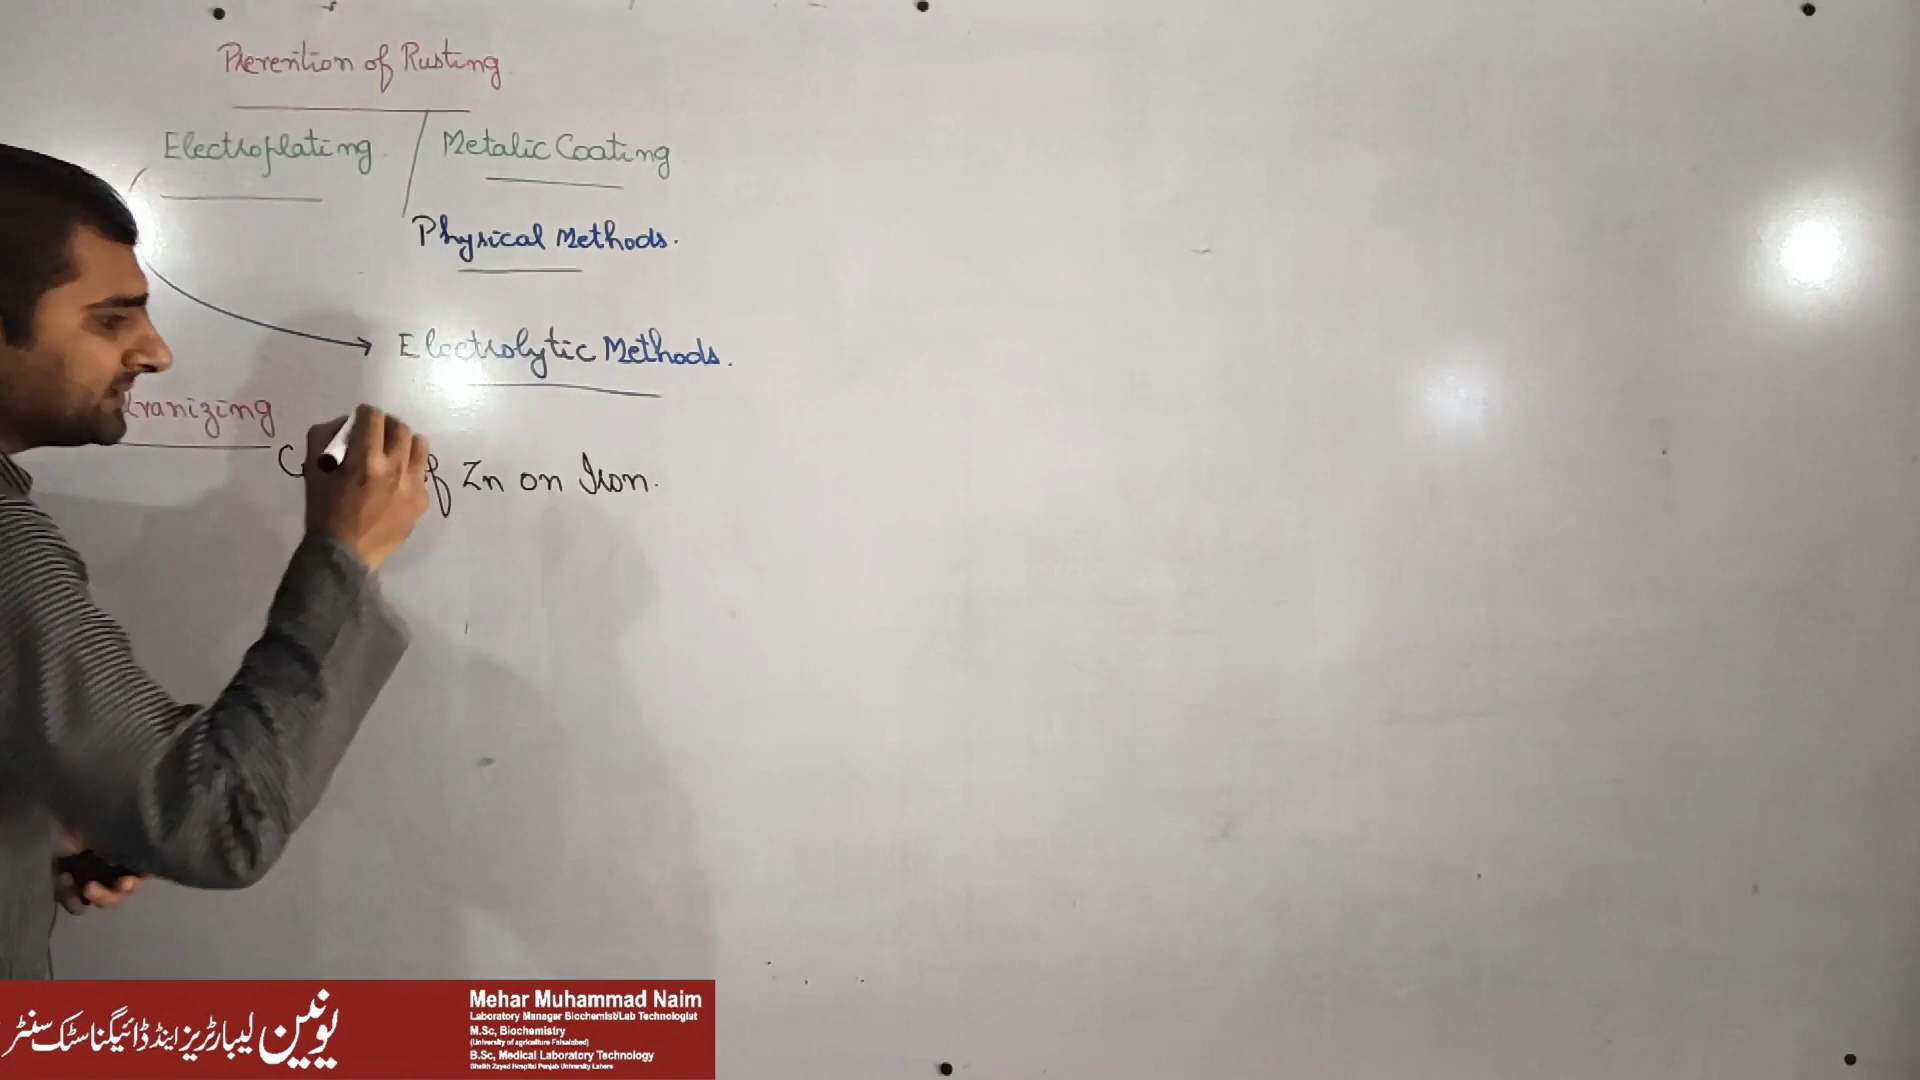 Prevention of Rusting
Electroplating
Metalic Coating
Physical Methods.
Electrolytic Methods.
vanizing
of Zn on Iron.
یونین لیبارٹریز اینڈ ڈائیگناسٹک سنٹر
Mehar Muhammad Naim
Laboratory Manager Biochemist/Lab Technologist
M.Sc, Biochemistry
(University of agriculture Faisalabad)
B.Sc, Medical Laboratory Technology
Shaikh Zayed Hospital Punjab University Lahore